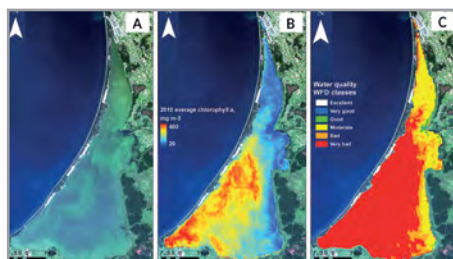 A
B
2010 average chlorophyll a,
mg m-3
400
20
C
Water quality
WFD classes
Excellent
Very good
Good
Moderate
Bad
Very bad